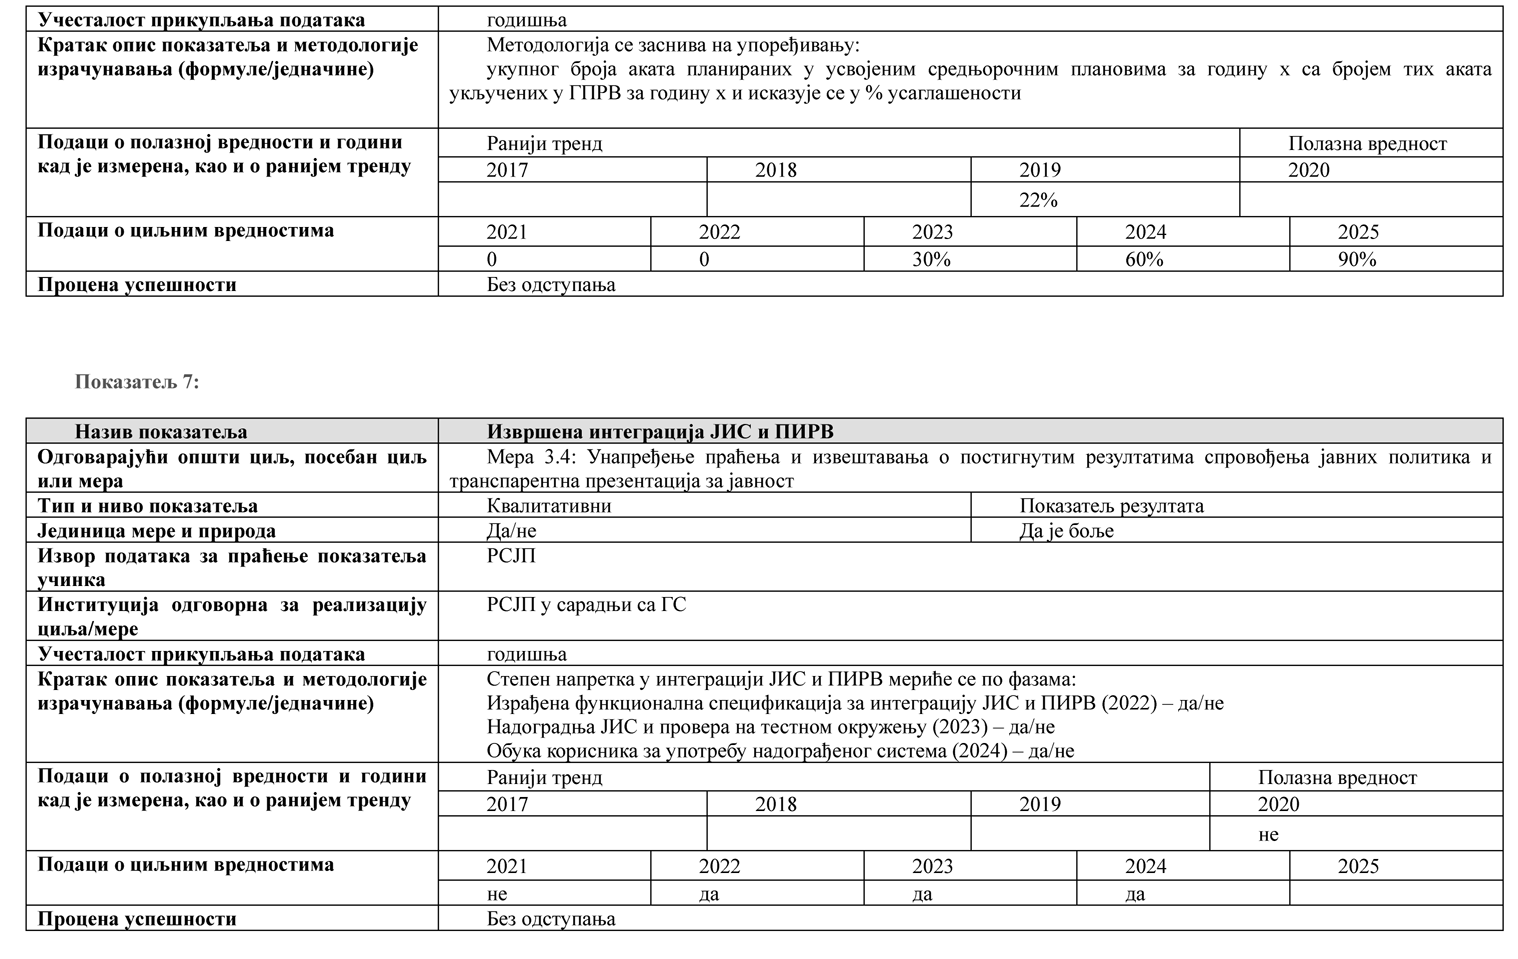 Учесталост прикупљања података годишња
Кратак опис показатеља и методологије Методологија се заснива на упоређивању:
израчунавања (формуле/једначине) укупног броја аката планираних у усвојеним средњорочним плановима за годину x са бројем тих аката
укључених у ГПРВ за годину x и исказује се у % усаглашености
Подаци о полазној вредности и години Ранији тренд Полазна вредност
кад је измерена, као и о ранијем тренду 2017 2018 2019 2020
22%
Подаци о циљним вредностима 2021 2022 2023 2024 2025
0 0 30% 60% 90%
Процена успешности Без одступања
Показатељ 7:
Назив показатеља Извршена интеграција ЈИС и ПИРВ
Одговарајући општи циљ, посебан циљ Мера 3.4: Унапређење праћења и извештавања о постигнутим резултатима спровођења јавних политика и
или мера транспарентна презентација за јавност
Тип и ниво показатеља Квалитативни Показатељ резултата
Јединица мере и природа Да/не Да је боље
Извор података за праћење показатеља РСЈП
учинка
Институција одговорна за реализацију РСЈП у сарадњи са ГС
циља/мере
Учесталост прикупљања података годишња
Кратак опис показатеља и методологије Степен напретка у интеграцији ЈИС и ПИРВ мериће се по фазама:
израчунавања (формуле/једначине) Израђена функционална спецификација за интеграцију ЈИС и ПИРВ (2022) – да/не
Надоградња ЈИС и провера на тестном окружењу (2023) – да/не
Обука корисника за употребу надограђеног система (2024) – да/не
Подаци о полазној вредности и години Ранији тренд Полазна вредност
кад је измерена, као и о ранијем тренду 2017 2018 2019 2020
не
Подаци о циљним вредностима 2021 2022 2023 2024 2025
не да да да
Процена успешности Без одступања